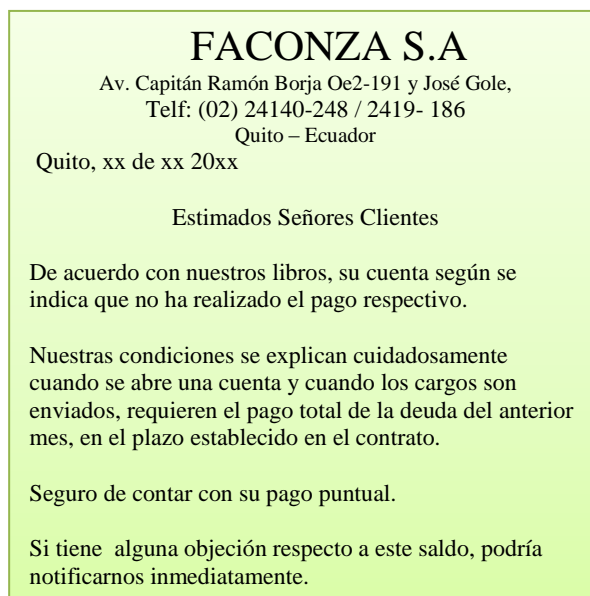 FACONZA S.A
Av. Capitán Ramón Borja Oe2-191 y José Gole,
Telf: (02) 24140-248 / 2419- 186
Quito – Ecuador
Quito, xx de xx 20xx
Estimados Señores Clientes
De acuerdo con nuestros libros, su cuenta según se
indica que no ha realizado el pago respectivo.
Nuestras condiciones se explican cuidadosamente
cuando se abre una cuenta y cuando los cargos son
enviados, requieren el pago total de la deuda del anterior
mes, en el plazo establecido en el contrato.
Seguro de contar con su pago puntual.
Si tiene  alguna objeción respecto a este saldo, podría
notificarnos inmediatamente.